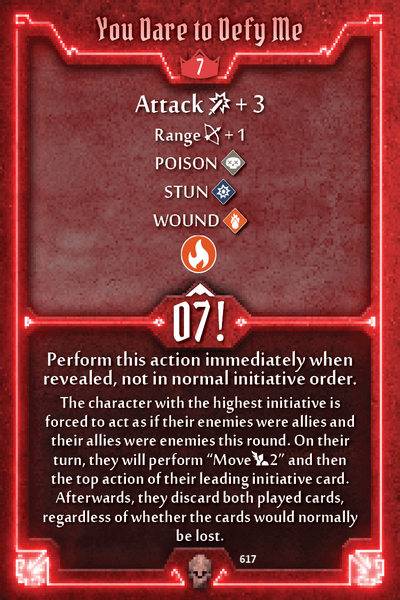 You Dare to Defy Me
7
Attack + 3
Range + 1
POISON
STUN
WOUND
07!
Perform this action immediately when
revealed, not in normal initiative order.
The character with the highest initiative is
forced to act as if their enemies were allies and
their allies were enemies this round. On their
turn, they will perform “Move 2” and then
the top action of their leading initiative card.
Afterwards, they discard both played cards,
regardless of whether the cards would normally
be lost.
617